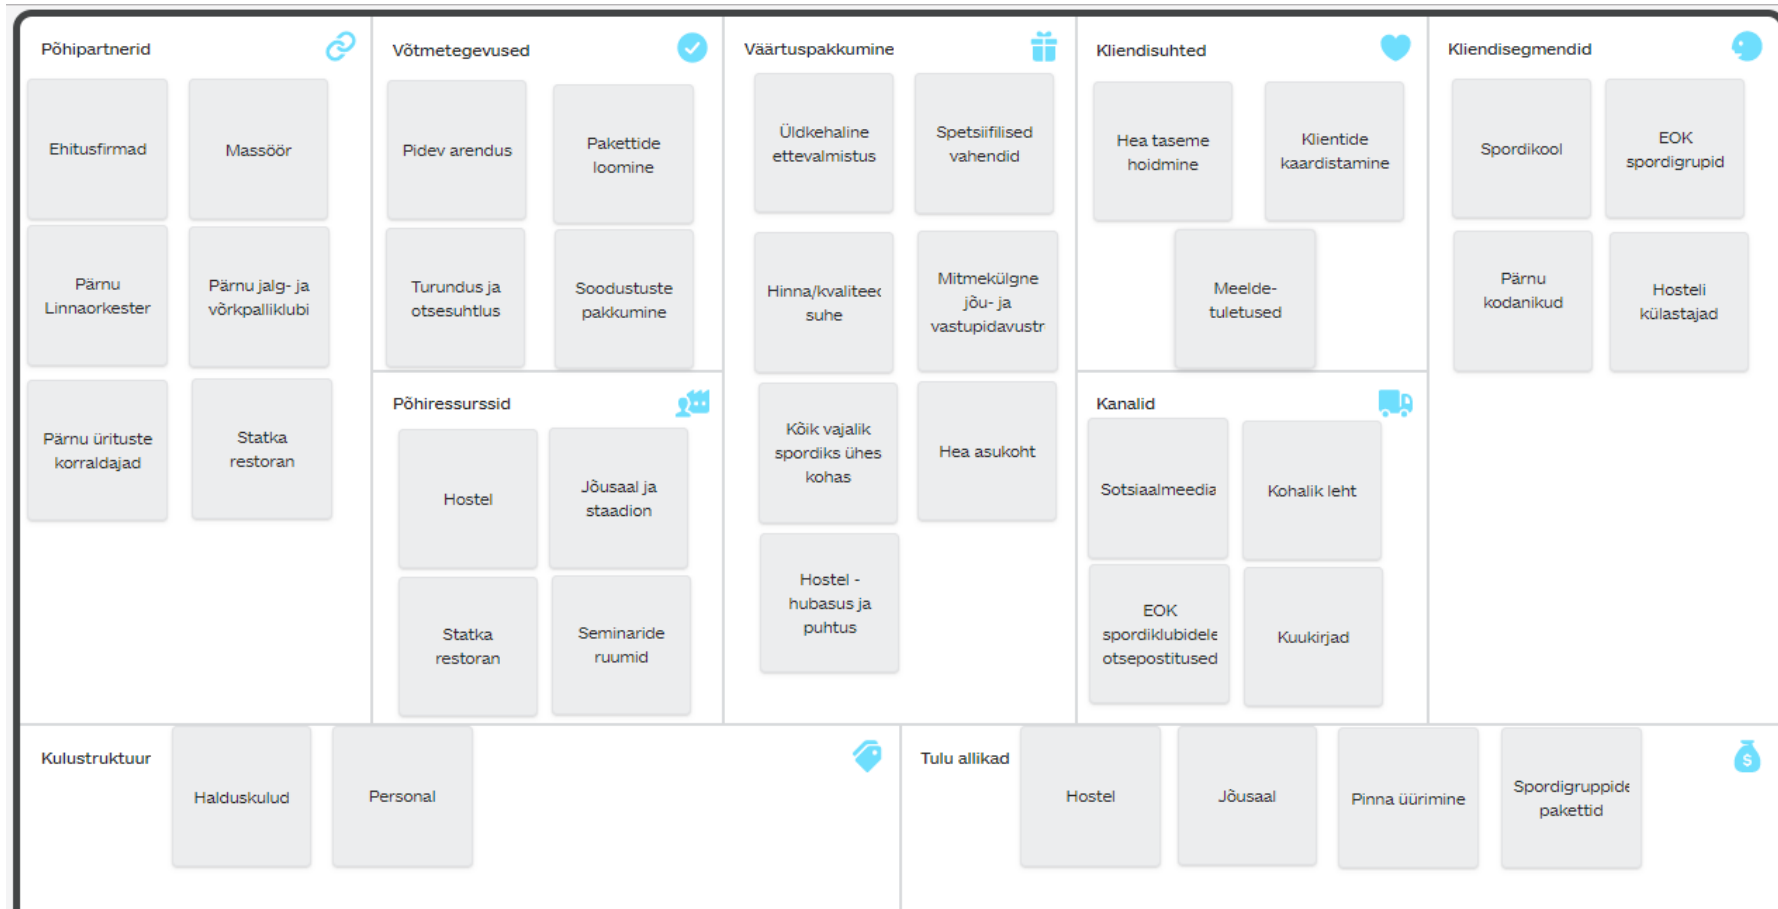 Põhipartnerid
Ehitusfirmad
Massöör
Pärnu
Linnaorkester
Pärnu jalg- ja
võrkpalliklubi
Pärnu ürituste
korraldajad
Statka
restoran
Võtmetegevused
Pidev arendus
Pakettide
loomine
Turundus ja
otsesuhtlus
Soodustuste
pakkumine
Põhiressurssid
Hostel
Jõusaal ja
staadion
Statka
restoran
Seminaride
ruumid
Väärtuspakkumine
Üldkehaline
ettevalmistus
Spetsiifilised
vahendid
Hinna/kvaliteec
suhe
Mitmekülgne
jõu- ja
vastupidavustr
Kõik vajalik
spordiks ühes
kohas
Hea asukoht
Hostel -
hubasus ja
puhtus
Kliendisuhted
Hea taseme
hoidmine
Klientide
kaardistamine
Meelde-
tuletused
Kanalid
Sotsiaalmeedia
Kohalik leht
EOK
spordiklubidele
otsepostitused
Kuukirjad
Kliendisegmendid
Spordikool
EOK
spordigrupid
Pärnu
kodanikud
Hosteli
külastajad
Kulustruktuur
Halduskulud
Personal
Tulu allikad
Hostel
Jõusaal
Pinna üürimine
Spordigruppide
pakettid
$